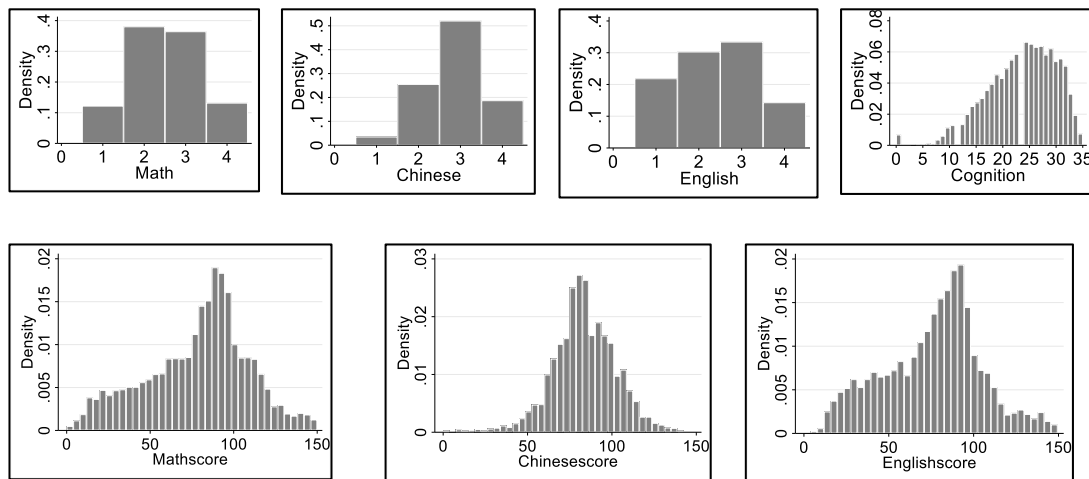 Density
0 .1 .2 .3 .4
0 1 2 3 4
Math
Density
0 .1 .2 .3 .4 .5
0 1 2 3 4
Chinese
Density
0 .1 .2 .3 .4
0 1 2 3 4
English
Density
0 .02 .04 .06 .08
0 5 10 15 20 25 30 35
Cognition
Density
0 .005 .01 .015 .02
0 50 100 150
Mathscore
Density
0 .01 .02 .03
0 50 100 150
Chinesescore
Density
0 .005 .01 .015 .02
0 50 100 150
Englishscore